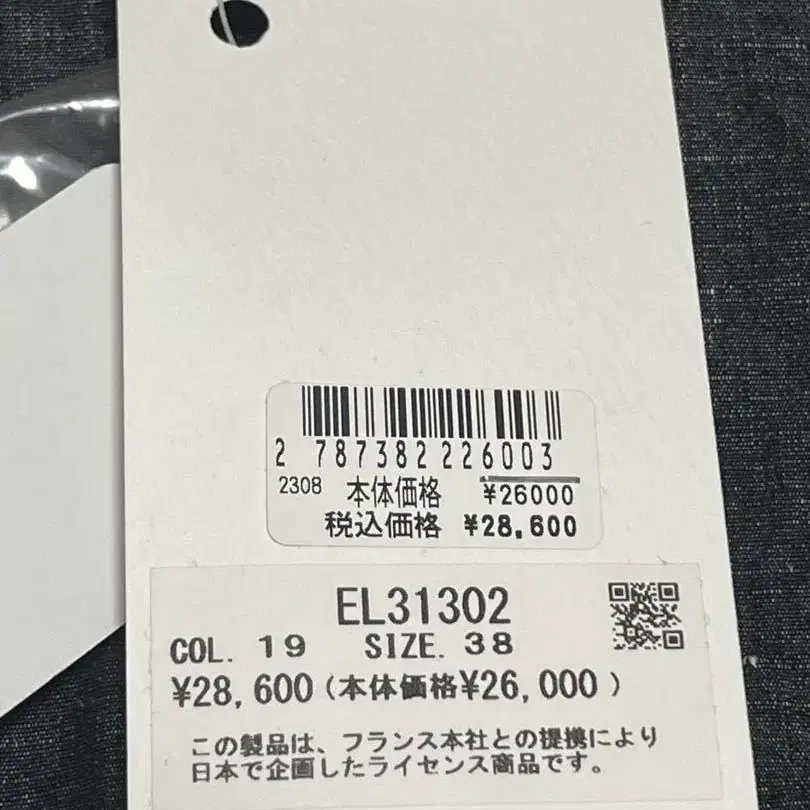 2 787382 226003
2308 本体価格 ¥26000
税込価格 ¥28,600
EL31302
COL. 19 SIZE. 38
¥28,600(本体価格¥26,000)
この製品は、フランス本社との提携により
日本で企画したライセンス商品です。